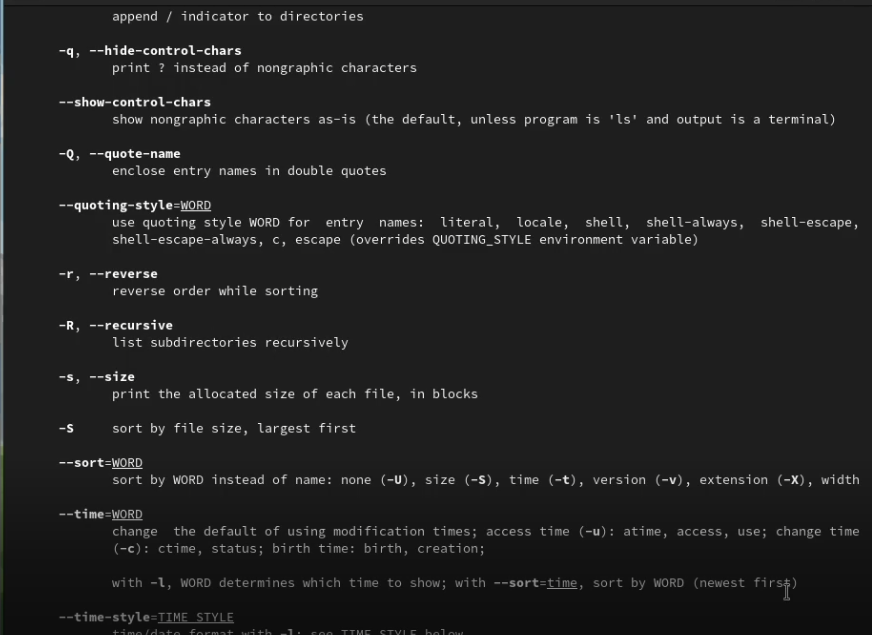 append / indicator to directories
-q, --hide-control-chars
print ? instead of nongraphic characters
--show-control-chars
show nongraphic characters as-is (the default, unless program is 'ls' and output is a terminal)
-Q, --quote-name
enclose entry names in double quotes
--quoting-style=WORD
use quoting style WORD for entry names: literal, locale, shell, shell-always, shell-escape,
shell-escape-always, c, escape (overrides QUOTING_STYLE environment variable)
-r, --reverse
reverse order while sorting
-R, --recursive
list subdirectories recursively
-s, --size
print the allocated size of each file, in blocks
-S sort by file size, largest first
--sort=WORD
sort by WORD instead of name: none (-U), size (-S), time (-t), version (-v), extension (-X), width
--time=WORD
change the default of using modification times; access time (-u): atime, access, use; change time
(-c): ctime, status; birth time: birth, creation;
with -l, WORD determines which time to show; with --sort=time, sort by WORD (newest first)
--time-style=TIME_STYLE
time/date format with -l; see TIME_STYLE below